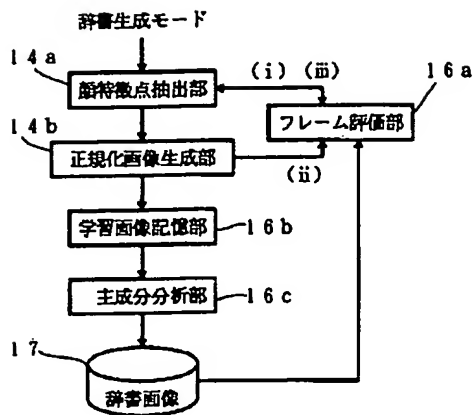 辞書生成モード
14a
顔特徴点抽出部
(i) (iii)
16a
フレーム評価部
14b
正規化画像生成部
(ii)
学習画像記憶部
16b
主成分分析部
16c
17
辞書画像